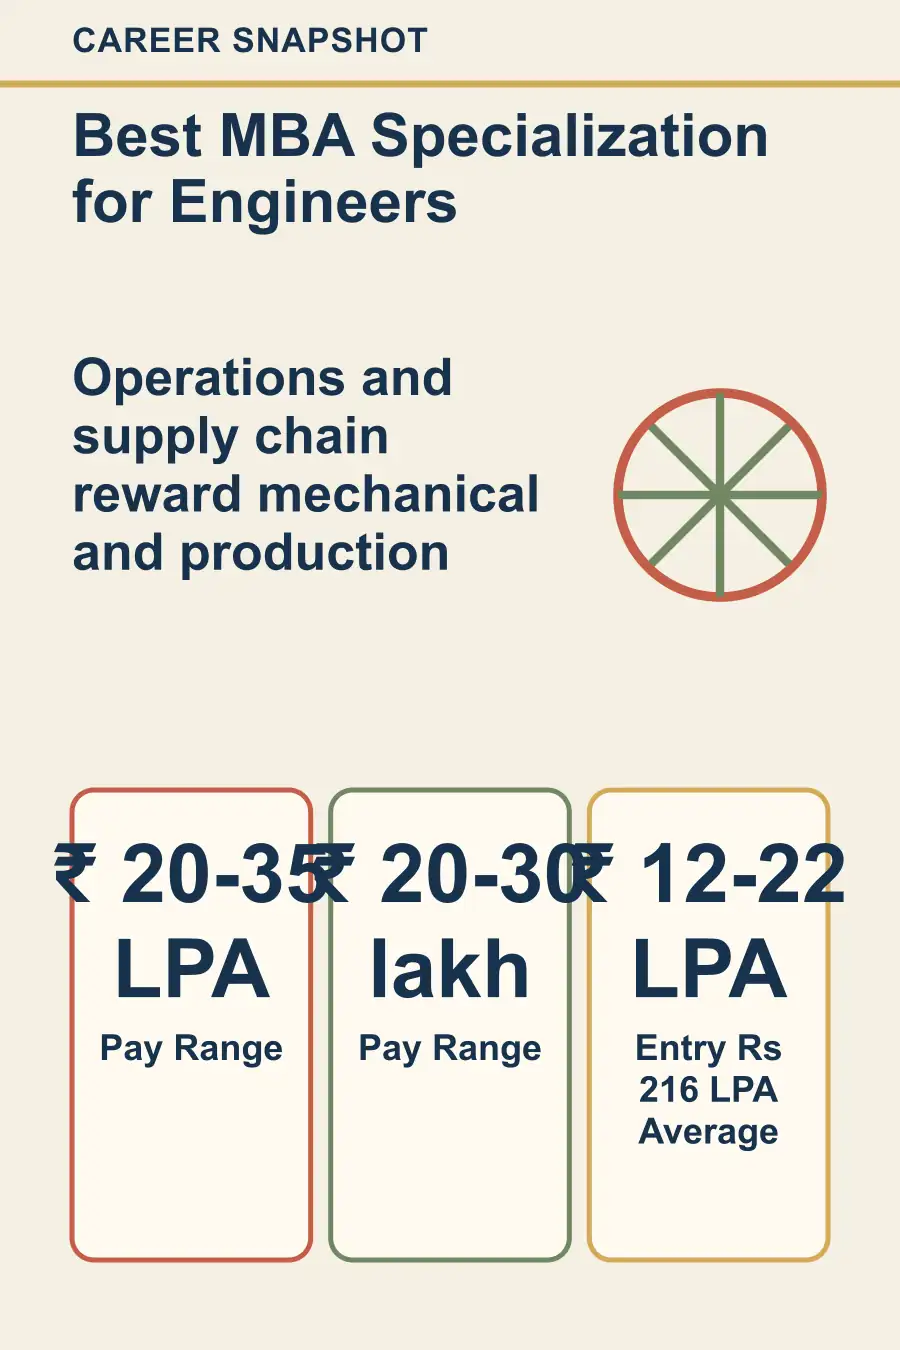 CAREER SNAPSHOT
Best MBA Specialization
for Engineers
Operations and
supply chain
reward mechanical
and production
₹ 20-35
LPA
Pay Range
₹ 20-30
lakh
Pay Range
₹ 12-22
LPA
Entry Rs
216 LPA
Average